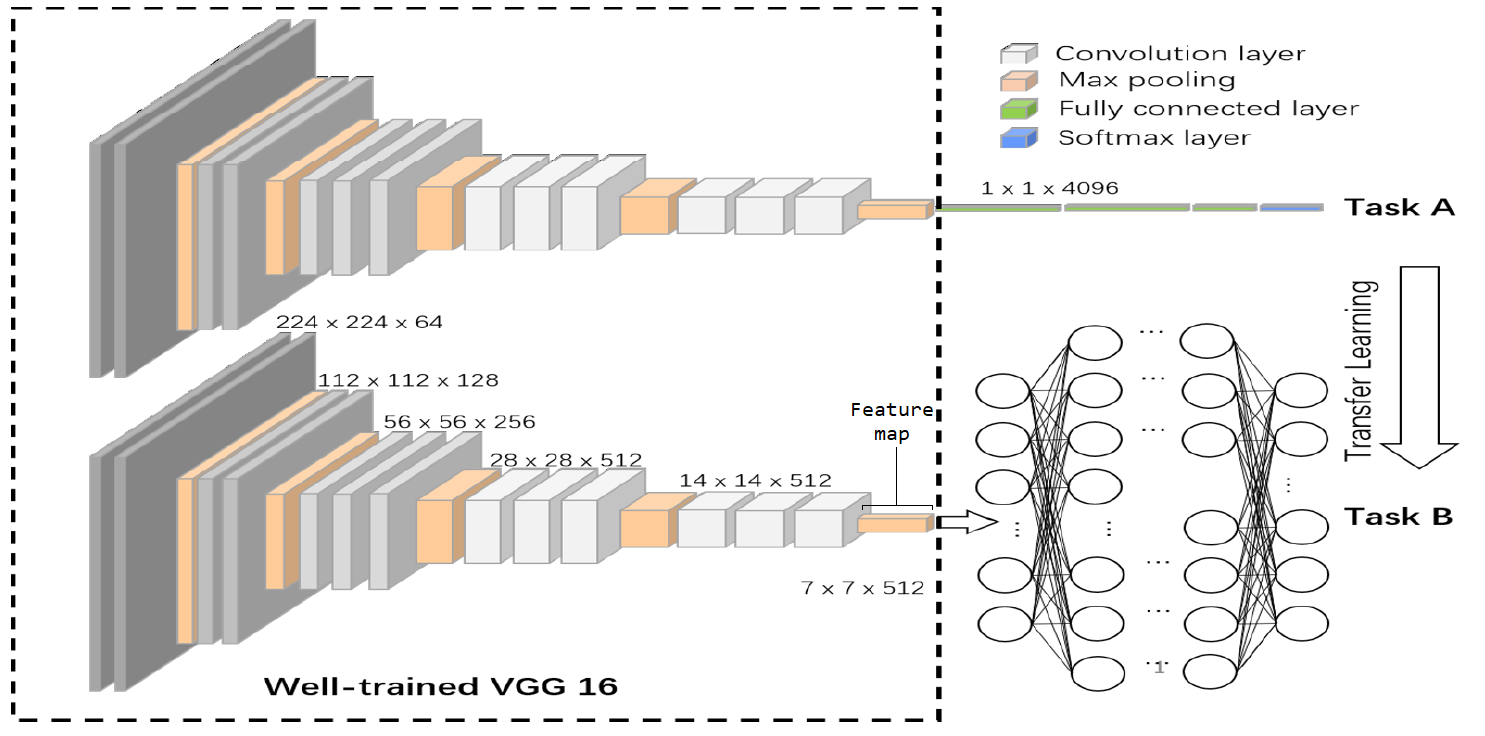 Convolution layer
Max pooling
Fully connected layer
Softmax layer
1 x 1 x 4096
Task A
Transfer Learning
224 x 224 x 64
112 x 112 x 128
56 x 56 x 256
28 x 28 x 512
14 x 14 x 512
Feature
map
7 x 7 x 512
Task B
1
Well-trained VGG 16